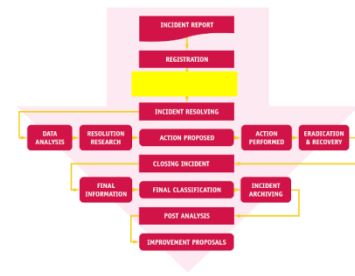 INCIDENT REPORT
REGISTRATION
INCIDENT RESOLVING
DATA
ANALYSIS
RESOLUTION
RESEARCH
ACTION PROPOSED
ACTION
PERFORMED
ERADICATION
& RECOVERY
CLOSING INCIDENT
FINAL
INFORMATION
FINAL CLASSIFICATION
INCIDENT
ARCHIVING
POST ANALYSIS
IMPROVEMENT PROPOSALS